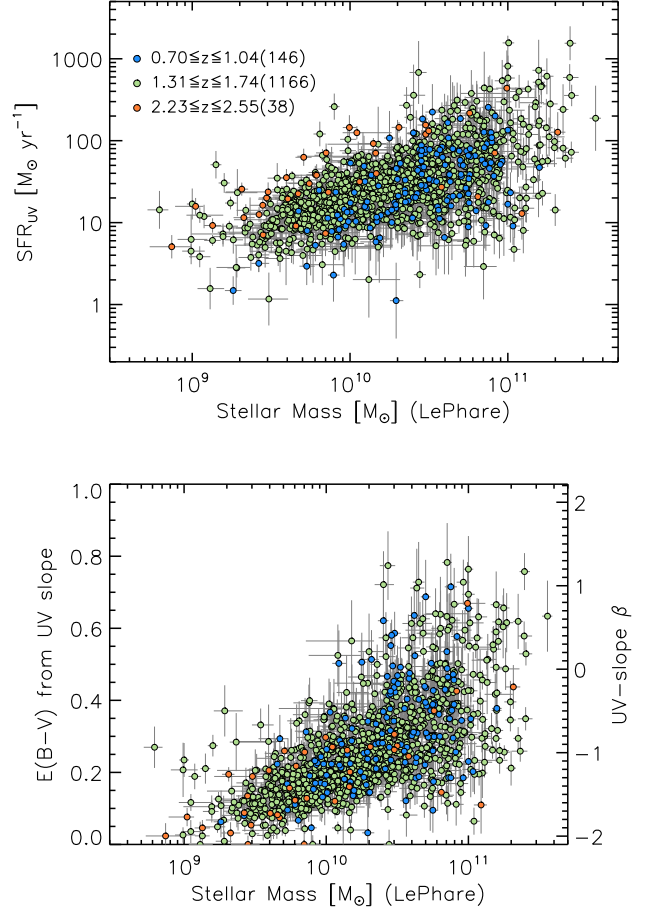 1000
100
10
1
SFR_UV [M⊙ yr⁻¹]
0.70≦z≦1.04(146)
1.31≦z≦1.74(1166)
2.23≦z≦2.55(38)
10⁹ 10¹⁰ 10¹¹
Stellar Mass [M⊙] (LePhare)
1.0
0.8
0.6
0.4
0.2
0.0
E(B−V) from UV slope
2
1
0
−1
−2
UV−slope β
10⁹ 10¹⁰ 10¹¹
Stellar Mass [M⊙] (LePhare)